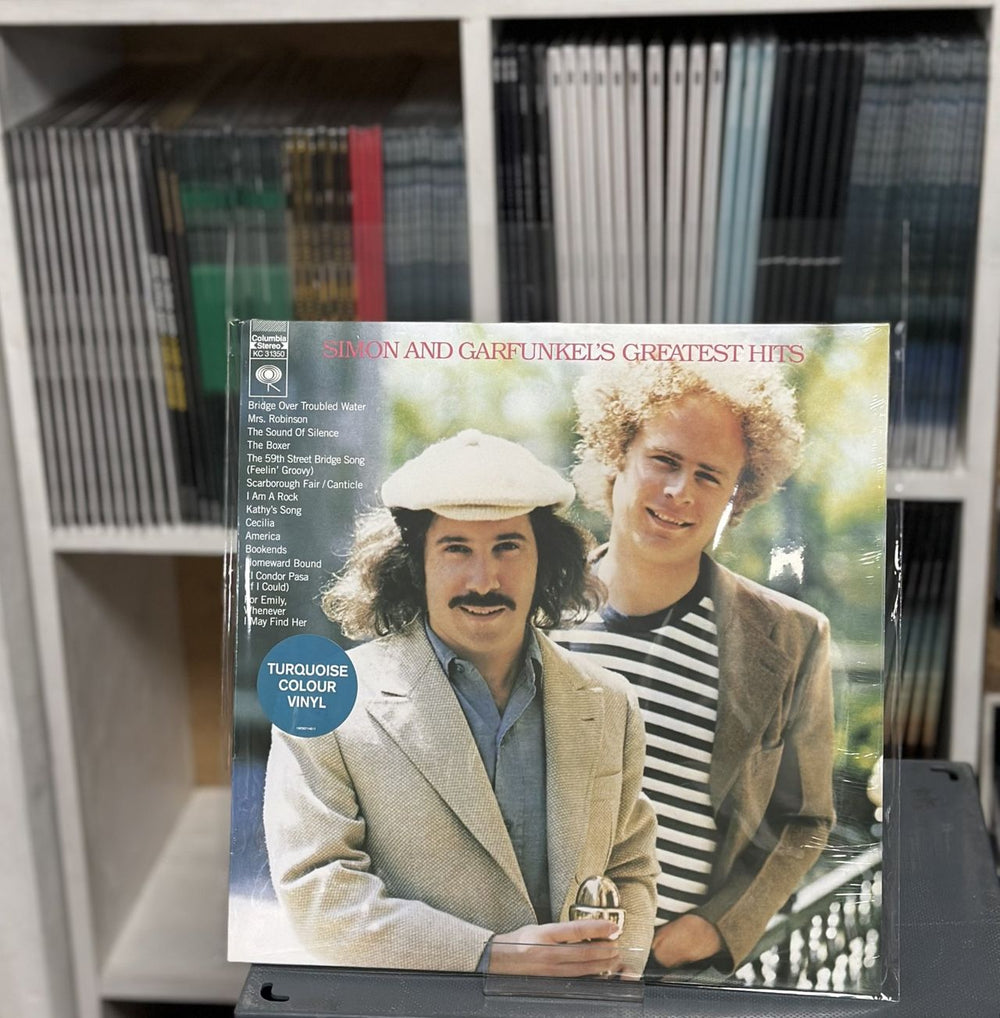 Columbia
Stereo
KC 31350
SIMON AND GARFUNKEL'S GREATEST HITS
Bridge Over Troubled Water
Mrs. Robinson
The Sound Of Silence
The Boxer
The 59th Street Bridge Song
(Feelin' Groovy)
Scarborough Fair / Canticle
I Am A Rock
Kathy's Song
Cecilia
America
Bookends
Homeward Bound
El Condor Pasa
(If I Could)
For Emily,
Whenever
I May Find Her
TURQUOISE
COLOUR
VINYL